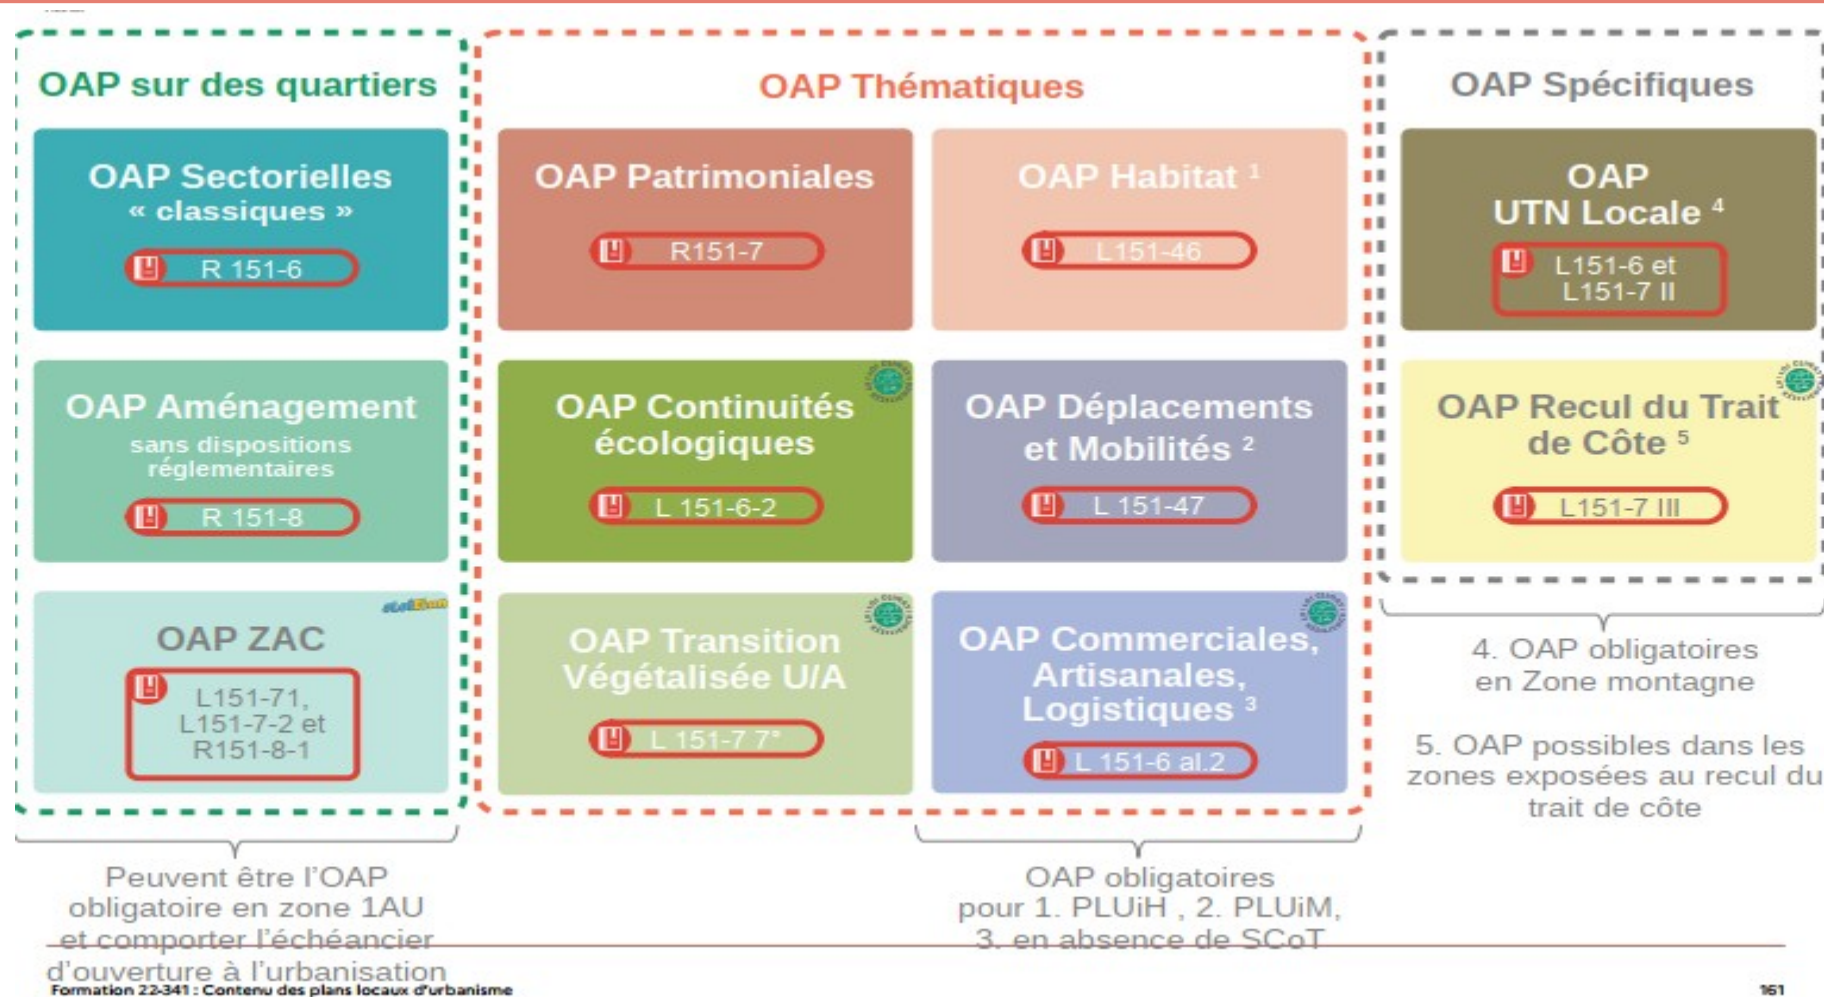 OAP sur des quartiers
OAP Sectorielles
« classiques »
R 151-6
OAP Aménagement
sans dispositions
réglementaires
R 151-8
OAP ZAC
L151-71,
L151-7-2 et
R151-8-1
Peuvent être l'OAP
obligatoire en zone 1AU
et comporter l'échéancier
d'ouverture à l'urbanisation
OAP Thématiques
OAP Patrimoniales
R151-7
OAP Habitat 1
L151-46
OAP Continuités
écologiques
L 151-6-2
OAP Déplacements
et Mobilités 2
L 151-47
OAP Transition
Végétalisée U/A
L 151-7 7°
OAP Commerciales,
Artisanales,
Logistiques 3
L 151-6 al.2
OAP obligatoires
pour 1. PLUiH , 2. PLUiM,
3. en absence de SCoT
OAP Spécifiques
OAP
UTN Locale 4
L151-6 et
L151-7 II
OAP Recul du Trait
de Côte 5
L151-7 III
4. OAP obligatoires
en Zone montagne
5. OAP possibles dans les
zones exposées au recul du
trait de côte
Formation 22-341 : Contenu des plans locaux d'urbanisme
161